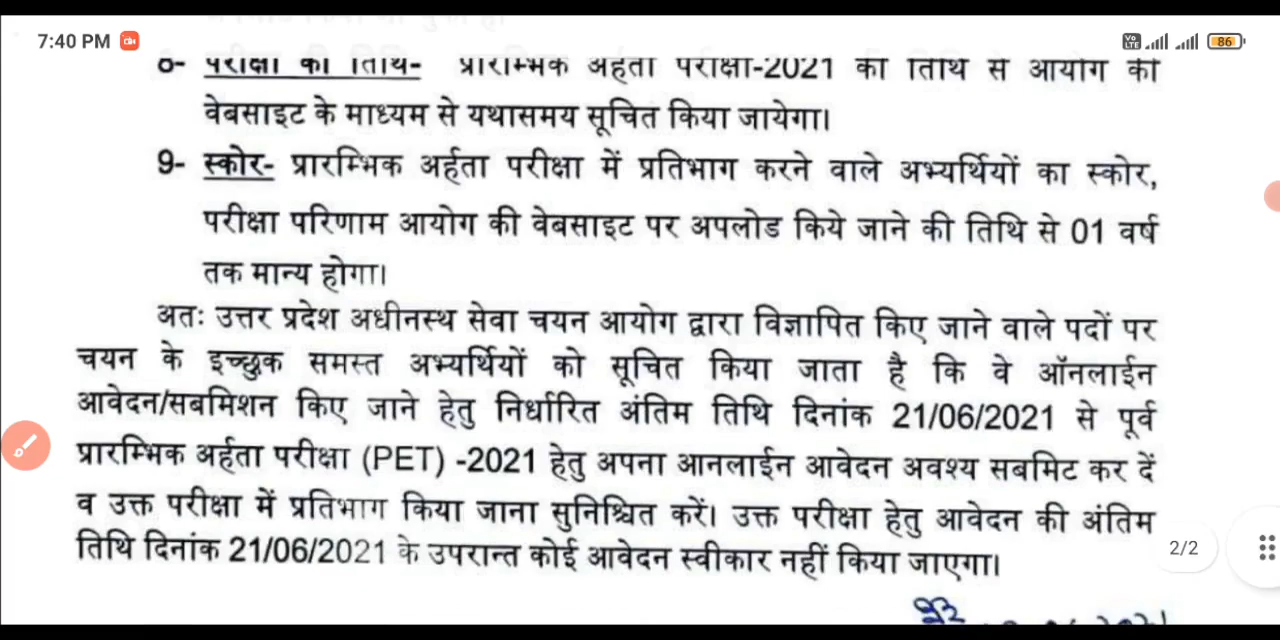 7:40 PM
Vo LTE 86
8- परीक्षा की तिथि- प्रारम्भिक अर्हता परीक्षा-2021 की तिथि से आयोग की
वेबसाइट के माध्यम से यथासमय सूचित किया जायेगा।
9- स्कोर- प्रारम्भिक अर्हता परीक्षा में प्रतिभाग करने वाले अभ्यर्थियों का स्कोर,
परीक्षा परिणाम आयोग की वेबसाइट पर अपलोड किये जाने की तिथि से 01 वर्ष
तक मान्य होगा।
अतः उत्तर प्रदेश अधीनस्थ सेवा चयन आयोग द्वारा विज्ञापित किए जाने वाले पदों पर
चयन के इच्छुक समस्त अभ्यर्थियों को सूचित किया जाता है कि वे ऑनलाईन
आवेदन/सबमिशन किए जाने हेतु निर्धारित अंतिम तिथि दिनांक 21/06/2021 से पूर्व
प्रारम्भिक अर्हता परीक्षा (PET) -2021 हेतु अपना आनलाईन आवेदन अवश्य सबमिट कर दें
व उक्त परीक्षा में प्रतिभाग किया जाना सुनिश्चित करें। उक्त परीक्षा हेतु आवेदन की अंतिम
तिथि दिनांक 21/06/2021 के उपरान्त कोई आवेदन स्वीकार नहीं किया जाएगा।
2/2